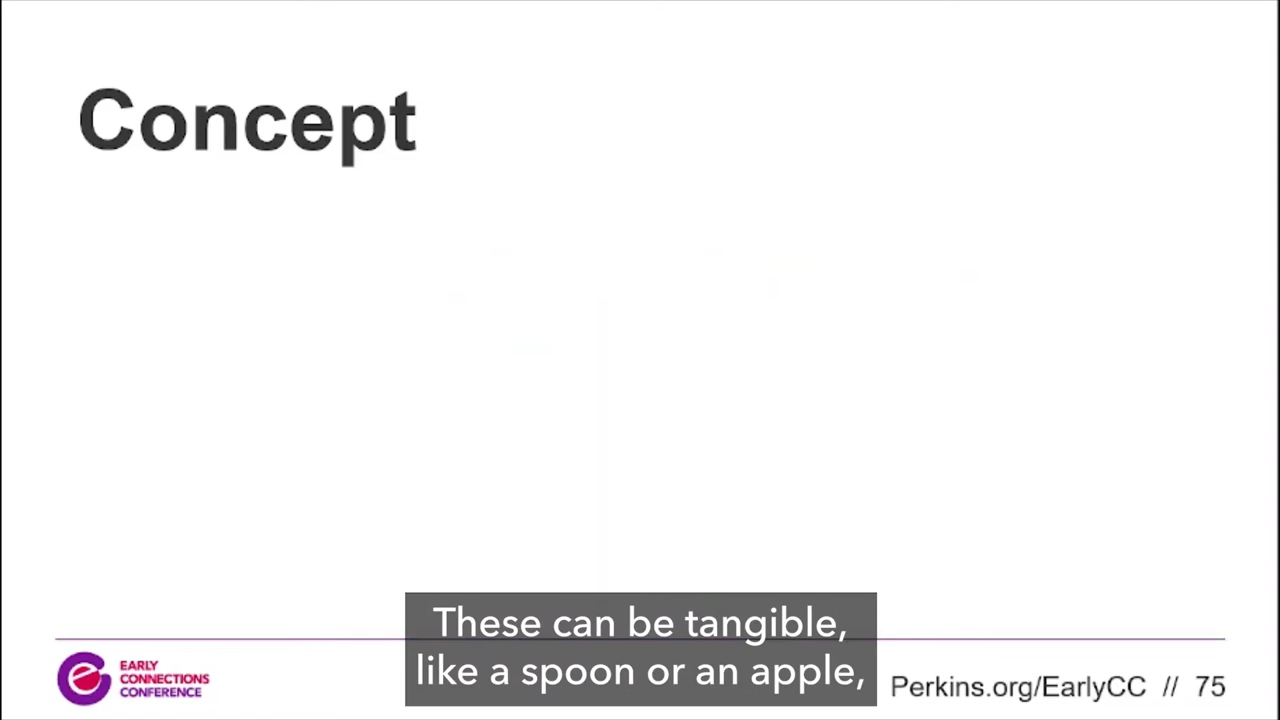 Concept
These can be tangible,
like a spoon or an apple,
EARLY
CONNECTIONS
CONFERENCE
Perkins.org/EarlyCC // 75